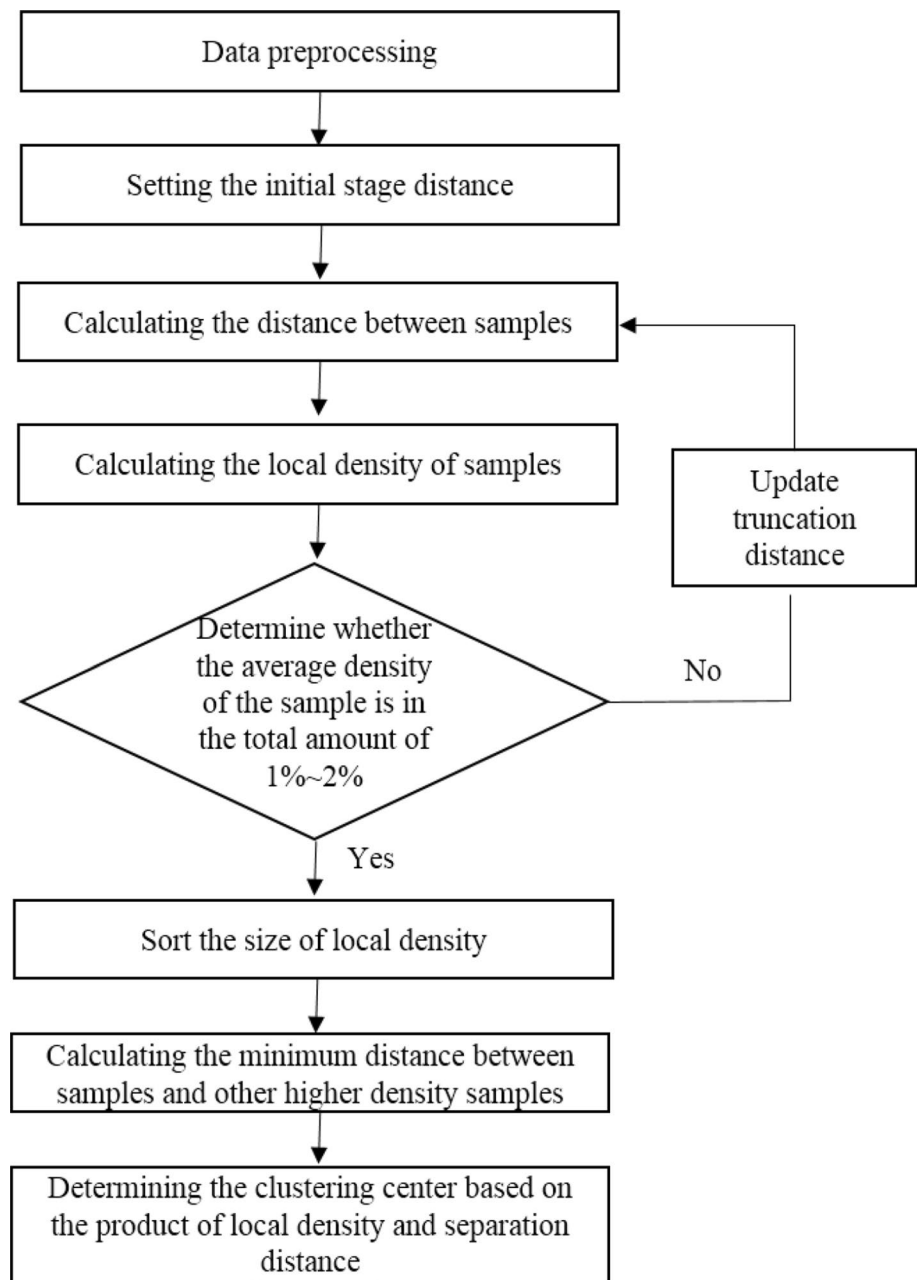 Data preprocessing
Setting the initial stage distance
Calculating the distance between samples
Calculating the local density of samples
Update
truncation
distance
Determine whether
the average density
of the sample is in
the total amount of
1%~2%
No
Yes
Sort the size of local density
Calculating the minimum distance between
samples and other higher density samples
Determining the clustering center based on
the product of local density and separation
distance